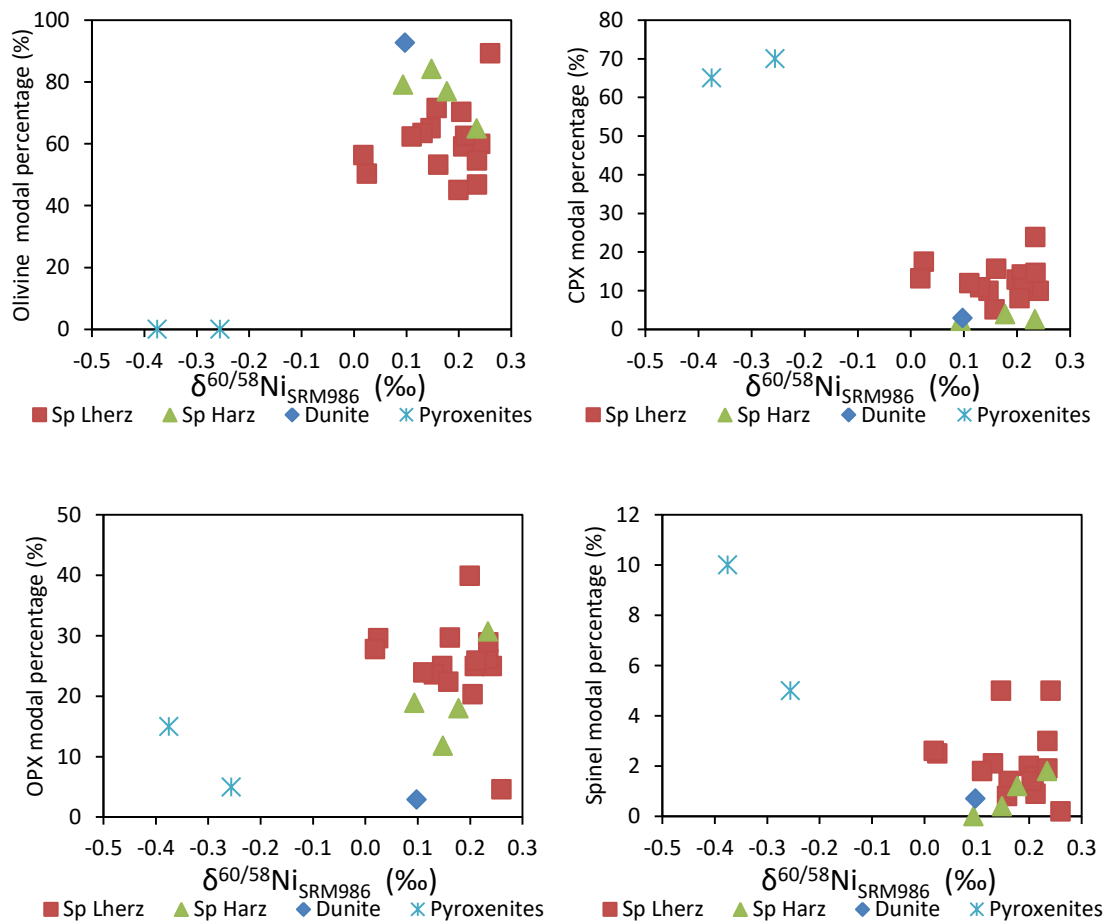 Olivine modal percentage (%)
100
80
60
40
20
0
-0.5 -0.4 -0.3 -0.2 -0.1 0.0 0.1 0.2 0.3
δ60/58NiSRM986 (‰)
Sp Lherz Sp Harz Dunite Pyroxenites
CPX modal percentage (%)
80
70
60
50
40
30
20
10
0
-0.5 -0.4 -0.3 -0.2 -0.1 0.0 0.1 0.2 0.3
δ60/58NiSRM986 (‰)
Sp Lherz Sp Harz Dunite Pyroxenites
OPX modal percentage (%)
50
40
30
20
10
0
-0.5 -0.4 -0.3 -0.2 -0.1 0.0 0.1 0.2 0.3
δ60/58NiSRM986 (‰)
Sp Lherz Sp Harz Dunite Pyroxenites
Spinel modal percentage (%)
12
10
8
6
4
2
0
-0.5 -0.4 -0.3 -0.2 -0.1 0.0 0.1 0.2 0.3
δ60/58NiSRM986 (‰)
Sp Lherz Sp Harz Dunite Pyroxenites